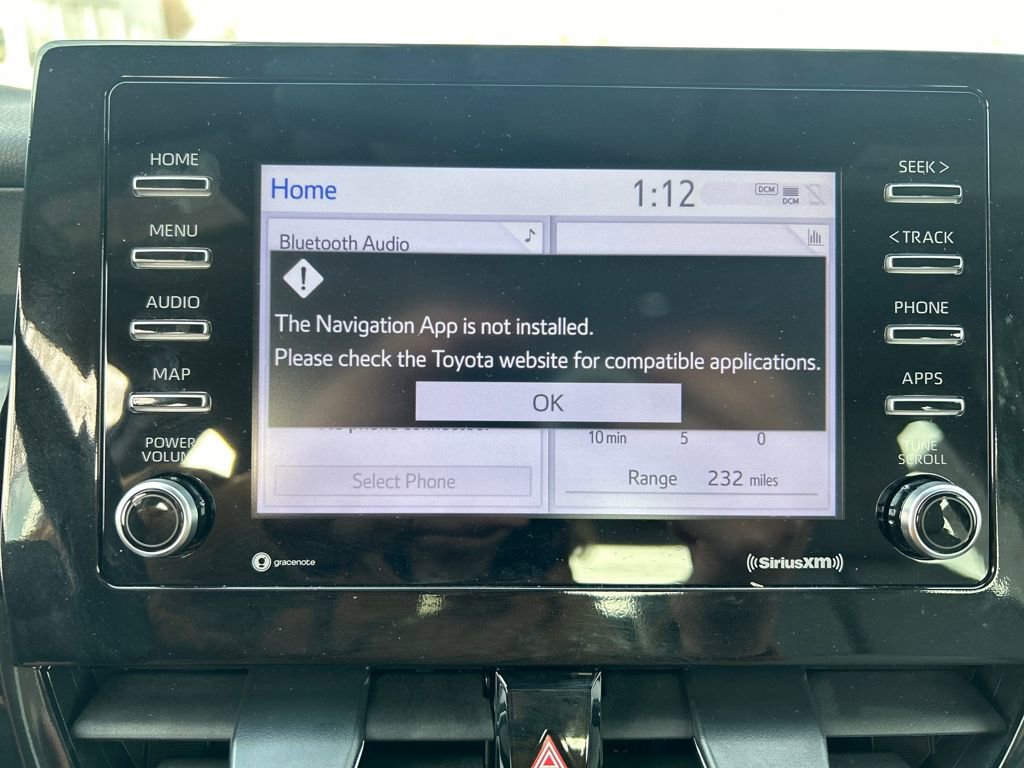 HOME
MENU
AUDIO
MAP
POWER
VOLUM
Home
1:12
DCM
DCM
Bluetooth Audio
!
The Navigation App is not installed.
Please check the Toyota website for compatible applications.
OK
10 min 5 0
Select Phone
Range 232 miles
SEEK >
< TRACK
PHONE
APPS
TUNE
SCROLL
gracenote
((SiriusXM))